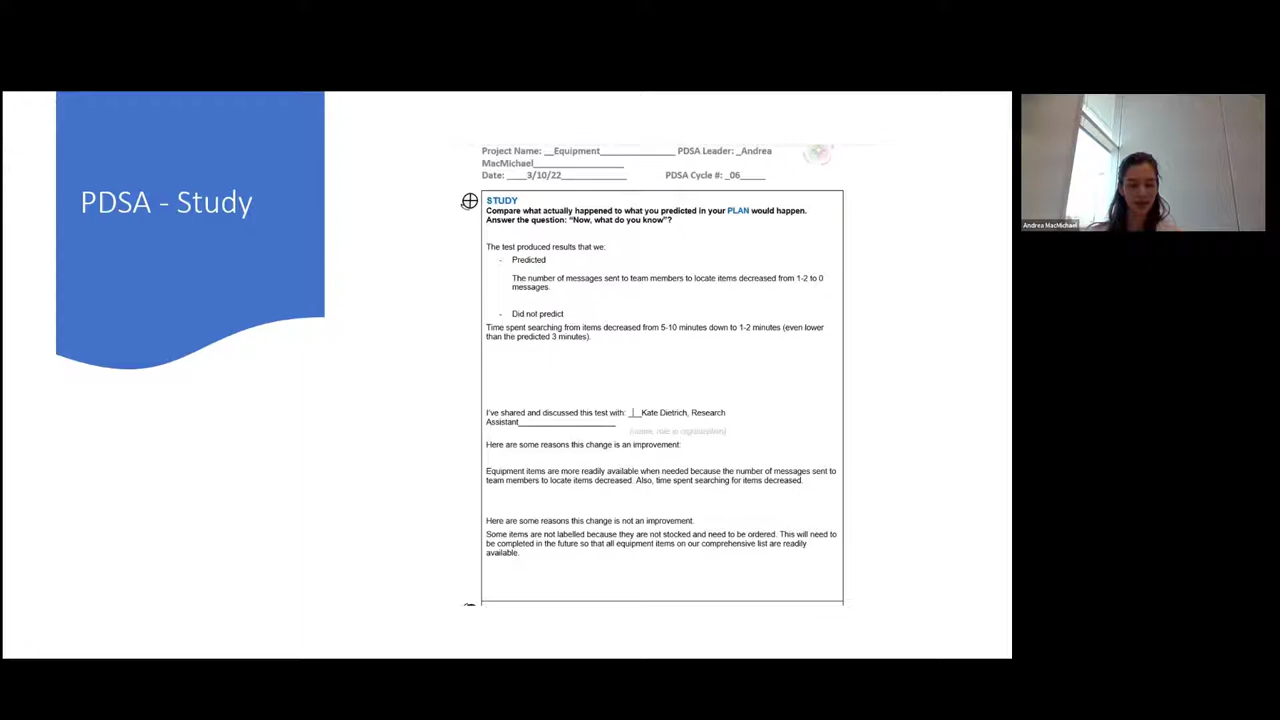 PDSA - Study
Project Name: __Equipment________________ PDSA Leader: _Andrea
MacMichael___________________
Date: ____3/10/22_____________ PDSA Cycle #: _06_____
STUDY
Compare what actually happened to what you predicted in your PLAN would happen.
Answer the question: “Now, what do you know”?
The test produced results that we:
- Predicted
The number of messages sent to team members to locate items decreased from 1-2 to 0
messages.
- Did not predict
Time spent searching from items decreased from 5-10 minutes down to 1-2 minutes (even lower
than the predicted 3 minutes).
I’ve shared and discussed this test with: ___Kate Dietrich, Research
Assistant_____________________
(name, role in organization)
Here are some reasons this change is an improvement:
Equipment items are more readily available when needed because the number of messages sent to
team members to locate items decreased. Also, time spent searching for items decreased.
Here are some reasons this change is not an improvement.
Some items are not labelled because they are not stocked and need to be ordered. This will need to
be completed in the future so that all equipment items on our comprehensive list are readily
available.
Andrea MacMichael